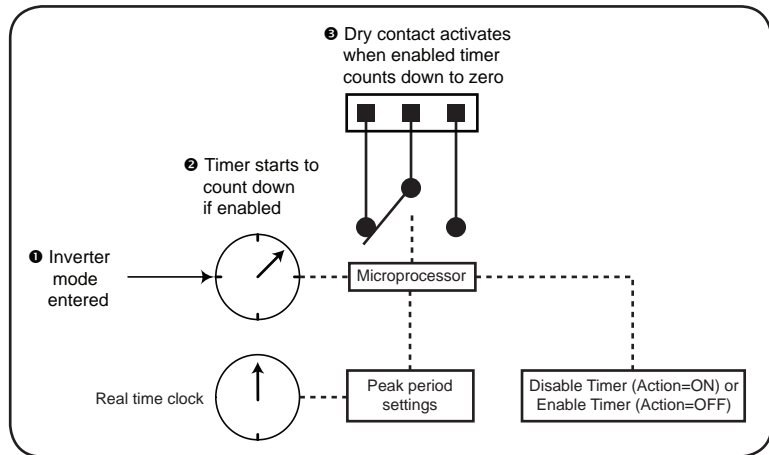 ❸ Dry contact activates
when enabled timer
counts down to zero
❷ Timer starts to
count down
if enabled
❶ Inverter
mode
entered
Microprocessor
Real time clock
Peak period
settings
Disable Timer (Action=ON) or
Enable Timer (Action=OFF)